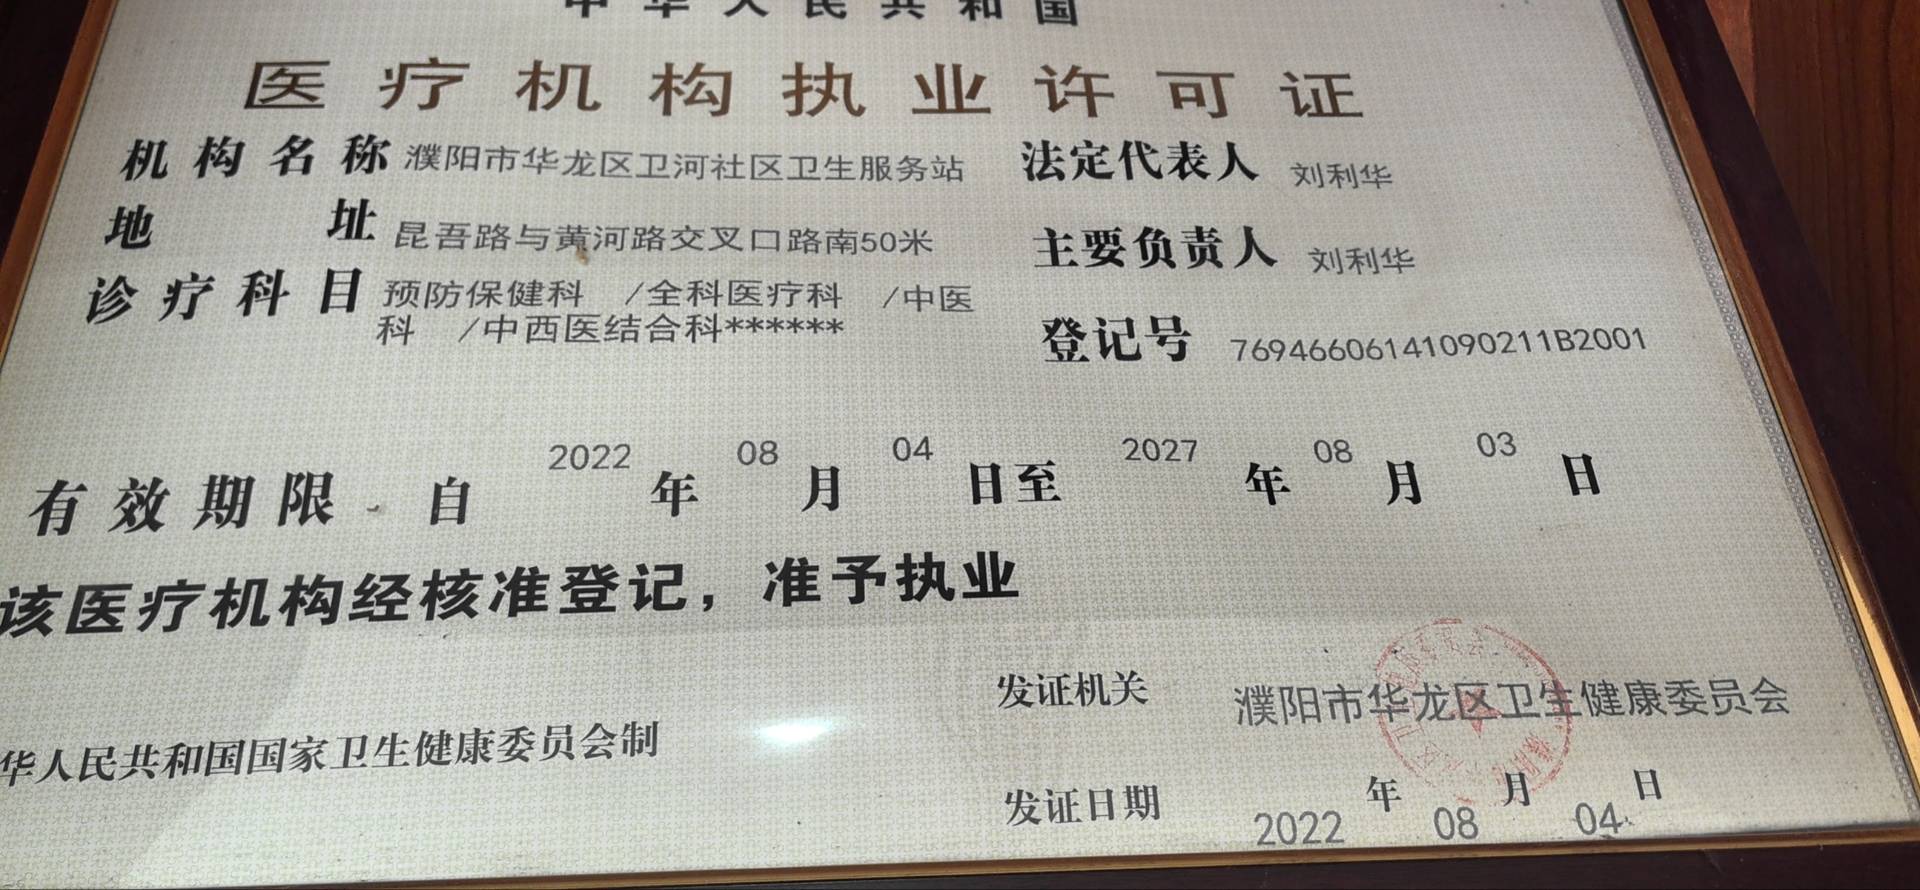 中华人民共和国
医疗机构执业许可证
机构名称 濮阳市华龙区卫河社区卫生服务站
法定代表人 刘利华
地址 昆吾路与黄河路交叉口路南50米
主要负责人 刘利华
诊疗科目 预防保健科 /全科医疗科 /中医
科 /中西医结合科******
登记号 76946606141090211B2001
有效期限 自 2022 年 08 月 04 日至 2027 年 08 月 03 日
该医疗机构经核准登记，准予执业
发证机关 濮阳市华龙区卫生健康委员会
华人民共和国国家卫生健康委员会制
发证日期 2022 年 08 月 04 日